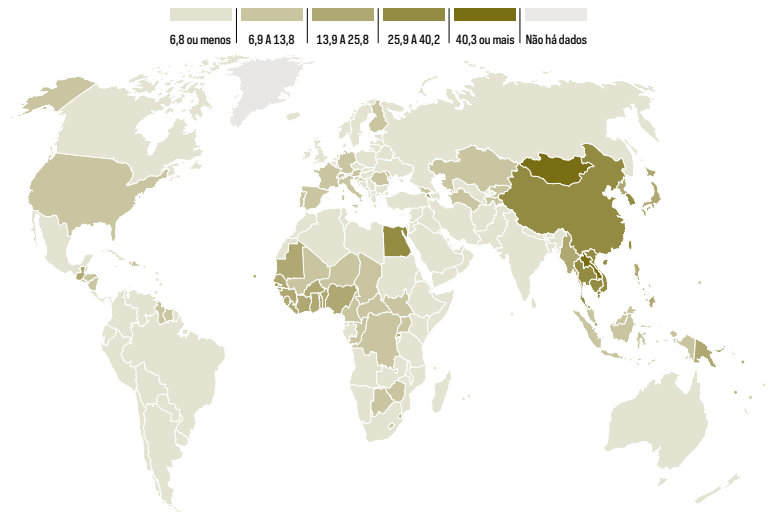 6,8 ou menos
6,9 A 13,8
13,9 A 25,8
25,9 A 40,2
40,3 ou mais
Não há dados